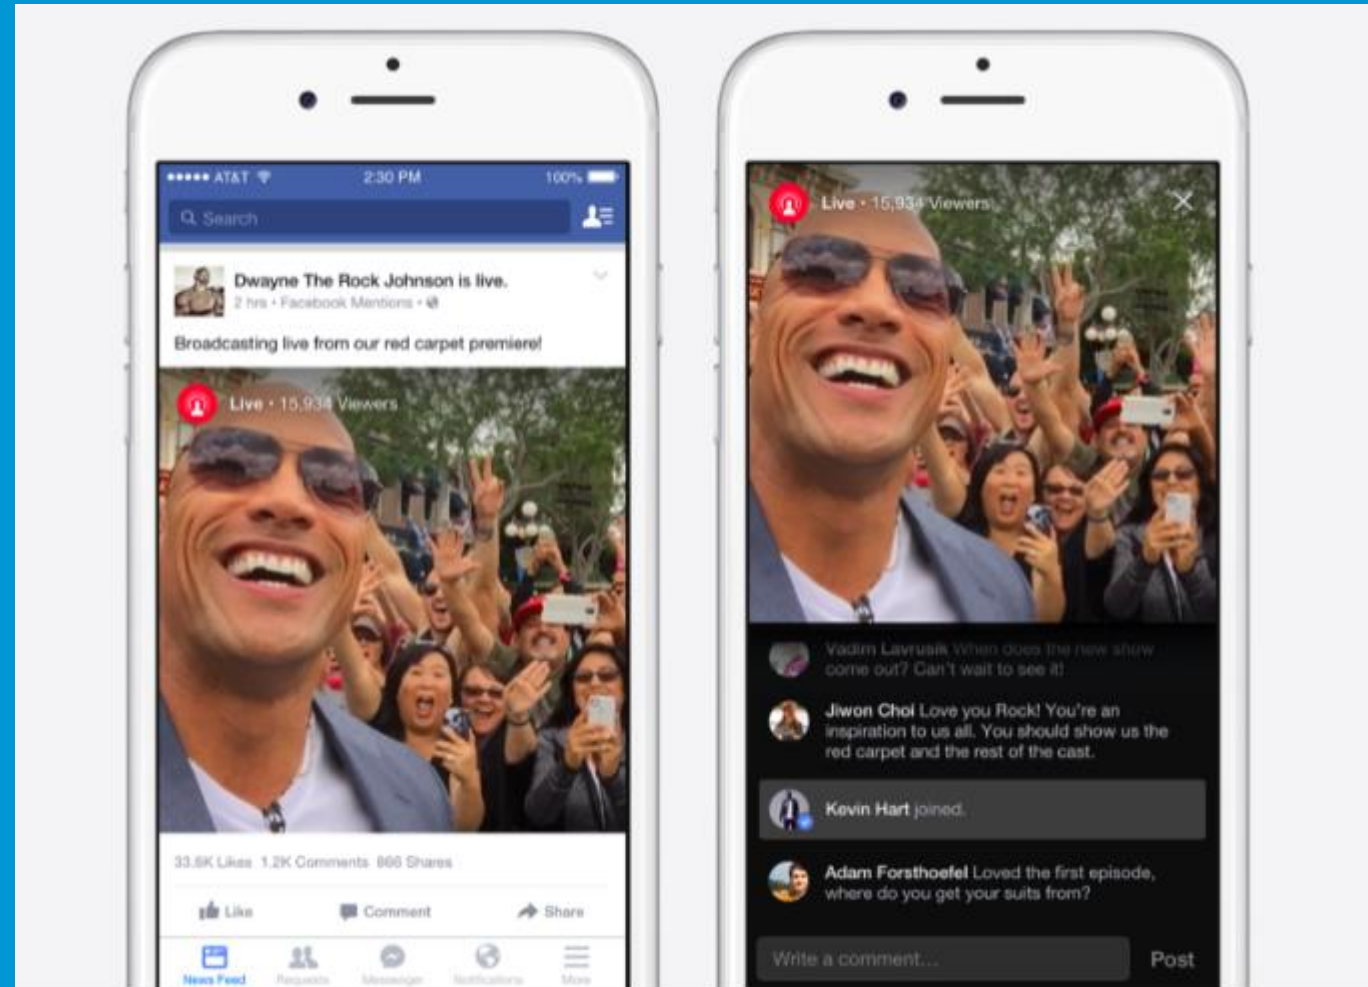 AT&T
2:30 PM
100%
Search
Dwayne The Rock Johnson is live.
2 hrs • Facebook Mentions •
Broadcasting live from our red carpet premiere!
Live • 15,934 Viewers
33.6K Likes 1.2K Comments 866 Shares
Like
Comment
Share
News Feed
Requests
Messenger
Notifications
More
Live • 15,934 Viewers
Vadim Lavrusik When does the new show
come out? Can't wait to see it!
Jiwon Choi Love you Rock! You're an
inspiration to us all. You should show us the
red carpet and the rest of the cast.
Kevin Hart joined.
Adam Forsthoefel Loved the first episode,
where do you get your suits from?
Write a comment...
Post